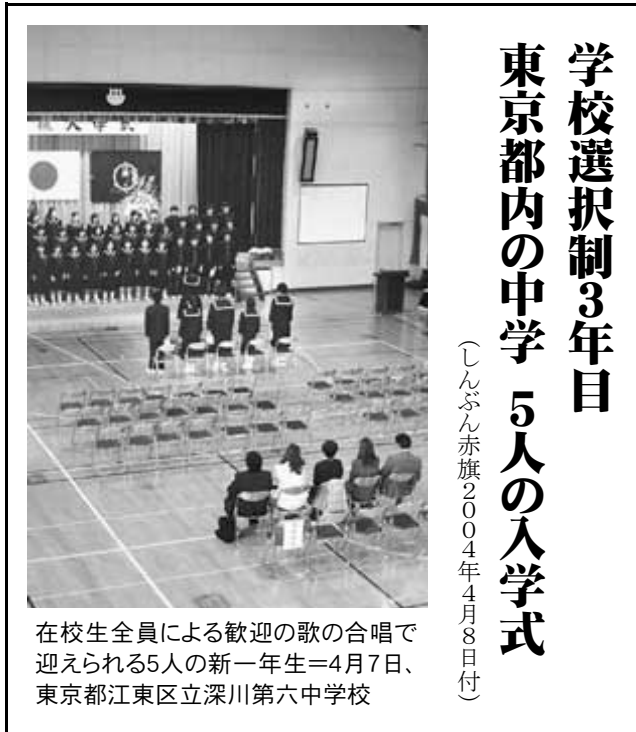 学校選択制3年目
東京都内の中学 5人の入学式
（しんぶん赤旗2004年4月8日付）
入学式
在校生全員による歓迎の歌の合唱で
迎えられる5人の新一年生＝4月7日、
東京都江東区立深川第六中学校